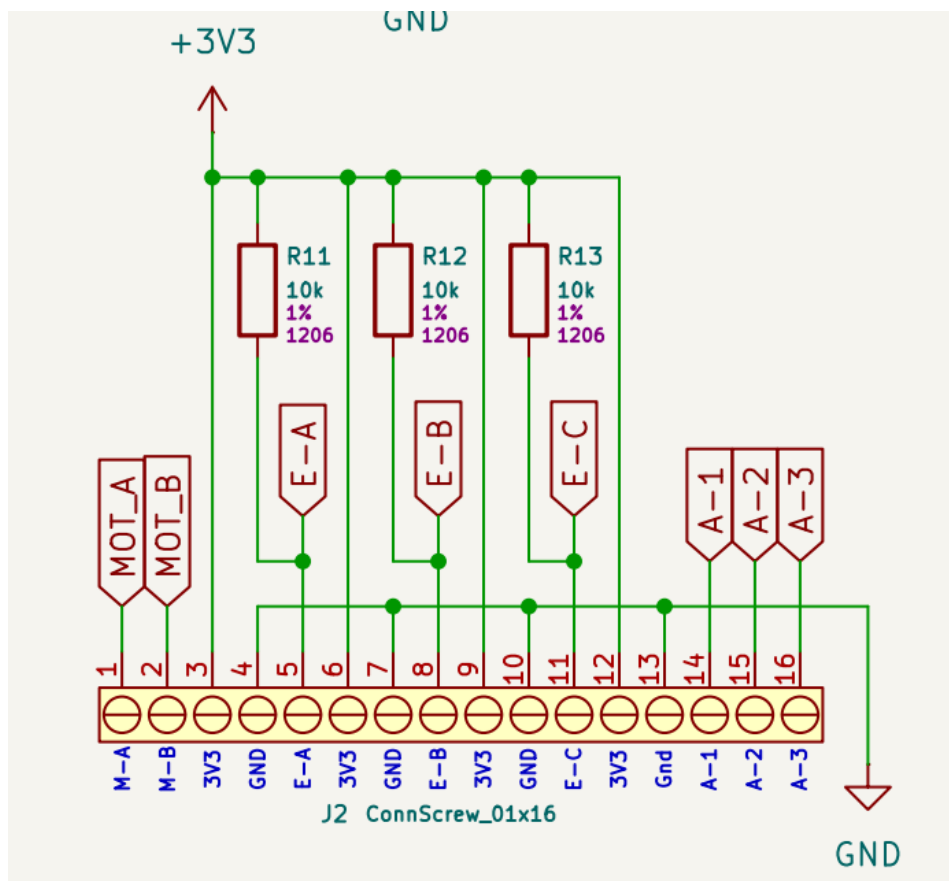 GND
+3V3
R11
10k
1%
1206
R12
10k
1%
1206
R13
10k
1%
1206
MOT_A
MOT_B
E-A
E-B
E-C
A-1
A-2
A-3
1 2 3 4 5 6 7 8 9 10 11 12 13 14 15 16
M-A M-B 3V3 GND E-A 3V3 GND E-B 3V3 GND E-C 3V3 Gnd A-1 A-2 A-3
J2 ConnScrew_01x16
GND